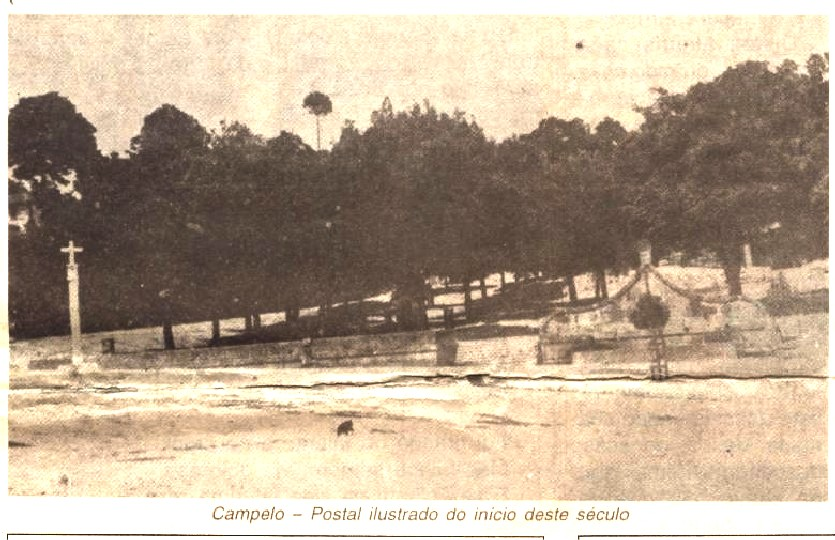 Campelo – Postal ilustrado do início deste século